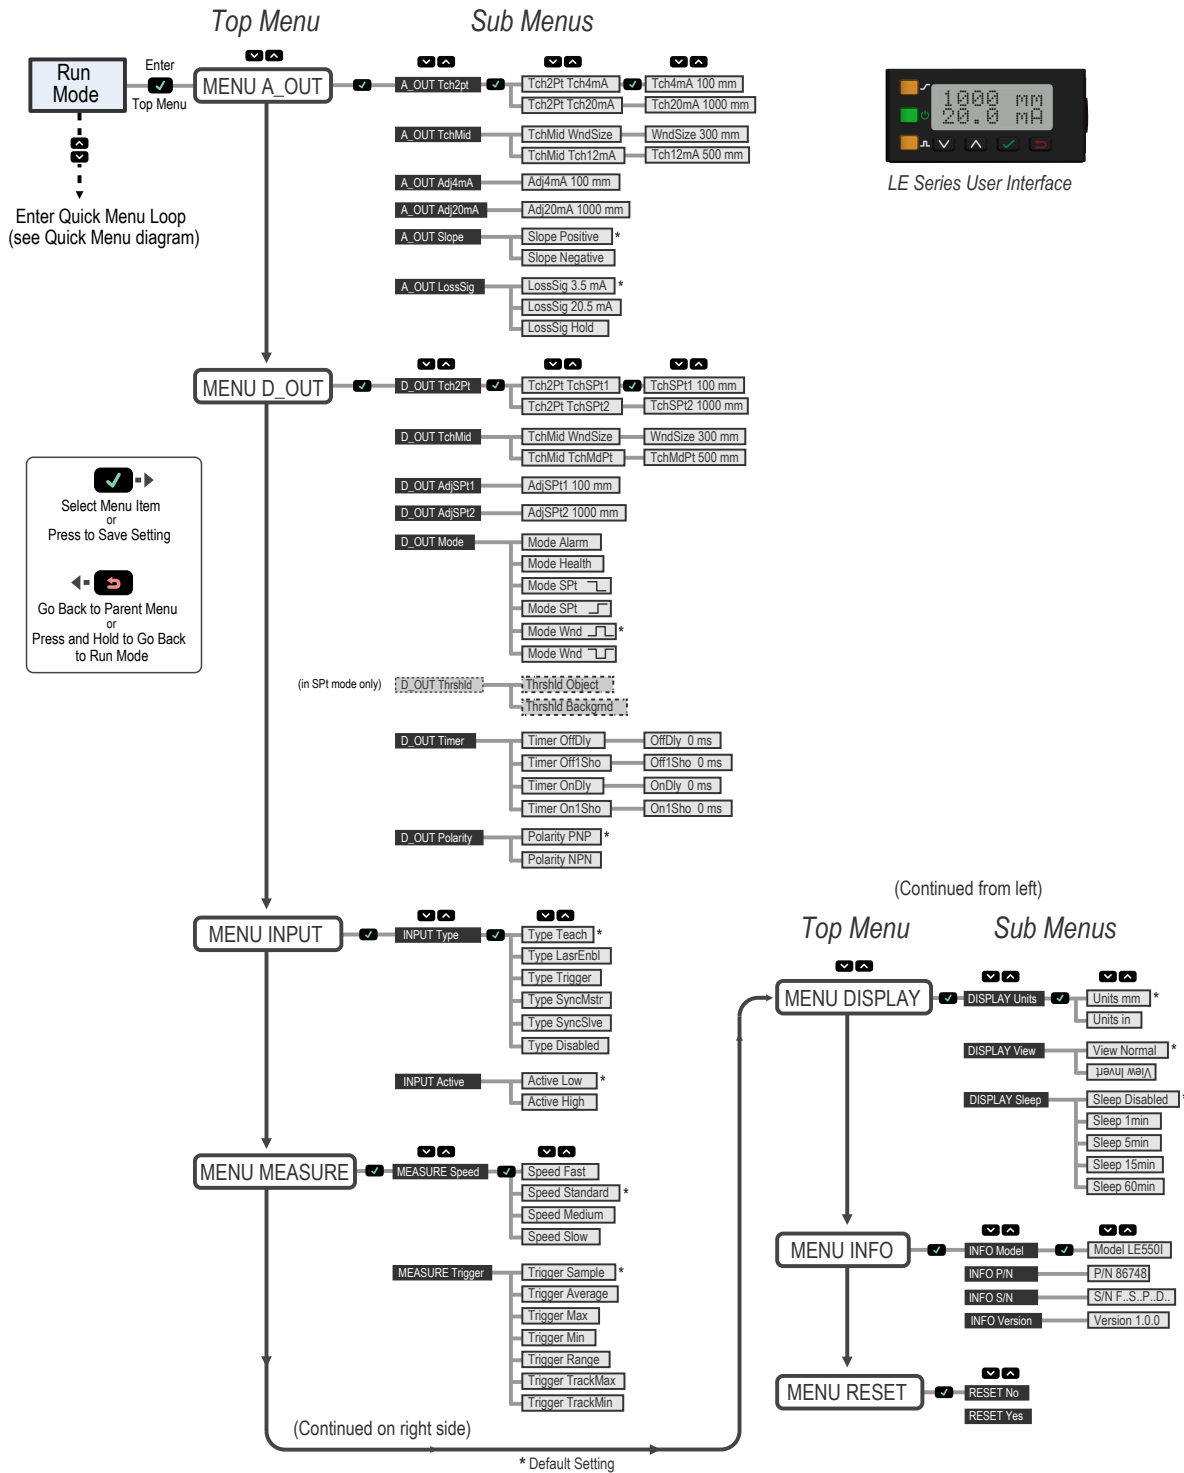 Top Menu
Sub Menus
Run
Mode
Enter
Top Menu
MENU A_OUT
A_OUT Tch2pt
Tch2Pt Tch4mA
Tch4mA 100 mm
Tch2Pt Tch20mA
Tch20mA 1000 mm
A_OUT TchMid
TchMid WndSize
WndSize 300 mm
TchMid Tch12mA
Tch12mA 500 mm
A_OUT Adj4mA
Adj4mA 100 mm
A_OUT Adj20mA
Adj20mA 1000 mm
A_OUT Slope
Slope Positive *
Slope Negative
A_OUT LossSig
LossSig 3.5 mA *
LossSig 20.5 mA
LossSig Hold
Enter Quick Menu Loop
(see Quick Menu diagram)
1000 mm
20.0 mA
LE Series User Interface
MENU D_OUT
D_OUT Tch2Pt
Tch2Pt TchSPt1
TchSPt1 100 mm
Tch2Pt TchSPt2
TchSPt2 1000 mm
D_OUT TchMid
TchMid WndSize
WndSize 300 mm
TchMid TchMdPt
TchMdPt 500 mm
D_OUT AdjSPt1
AdjSPt1 100 mm
D_OUT AdjSPt2
AdjSPt2 1000 mm
D_OUT Mode
Mode Alarm
Mode Health
Mode SPt
Mode SPt
Mode Wnd *
Mode Wnd
(in SPt mode only)
D_OUT Thrshld
Thrshld Object
Thrshld Backgrnd
D_OUT Timer
Timer OffDly
OffDly 0 ms
Timer Off1Sho
Off1Sho 0 ms
Timer OnDly
OnDly 0 ms
Timer On1Sho
On1Sho 0 ms
D_OUT Polarity
Polarity PNP *
Polarity NPN
Select Menu Item
or
Press to Save Setting
Go Back to Parent Menu
or
Press and Hold to Go Back
to Run Mode
MENU INPUT
INPUT Type
Type Teach *
Type LasrEnbl
Type Trigger
Type SyncMstr
Type SyncSlve
Type Disabled
INPUT Active
Active Low *
Active High
MENU MEASURE
MEASURE Speed
Speed Fast
Speed Standard *
Speed Medium
Speed Slow
MEASURE Trigger
Trigger Sample *
Trigger Average
Trigger Max
Trigger Min
Trigger Range
Trigger TrackMax
Trigger TrackMin
(Continued on right side)
* Default Setting
(Continued from left)
Top Menu
Sub Menus
MENU DISPLAY
DISPLAY Units
Units mm *
Units in
DISPLAY View
View Normal *
View Invert
DISPLAY Sleep
Sleep Disabled *
Sleep 1min
Sleep 5min
Sleep 15min
Sleep 60min
MENU INFO
INFO Model
Model LE550I
INFO P/N
P/N 86748
INFO S/N
S/N F..S..P..D..
INFO Version
Version 1.0.0
MENU RESET
RESET No
RESET Yes